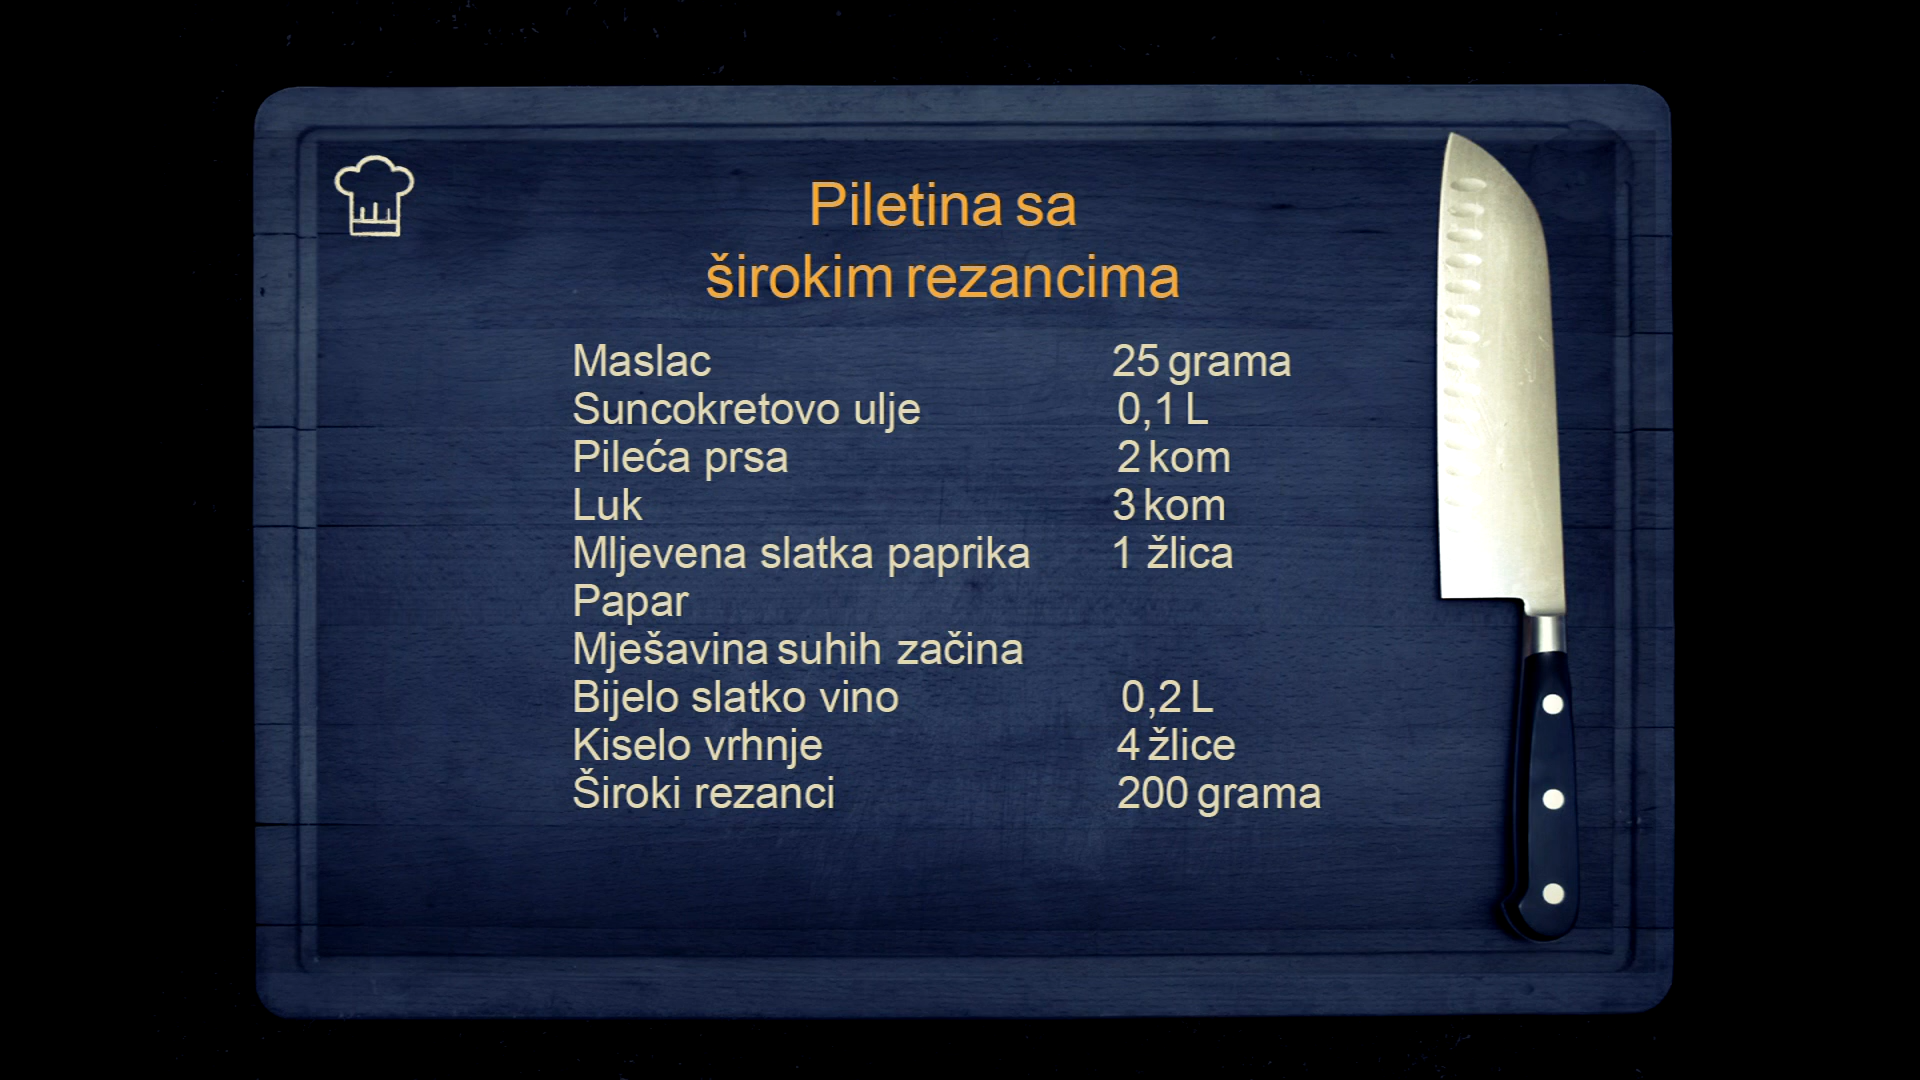 Piletina sa
širokim rezancima
Maslac 25 grama
Suncokretovo ulje 0,1 L
Pileća prsa 2 kom
Luk 3 kom
Mljevena slatka paprika 1 žlica
Papar
Mješavina suhih začina
Bijelo slatko vino 0,2 L
Kiselo vrhnje 4 žlice
Široki rezanci 200 grama